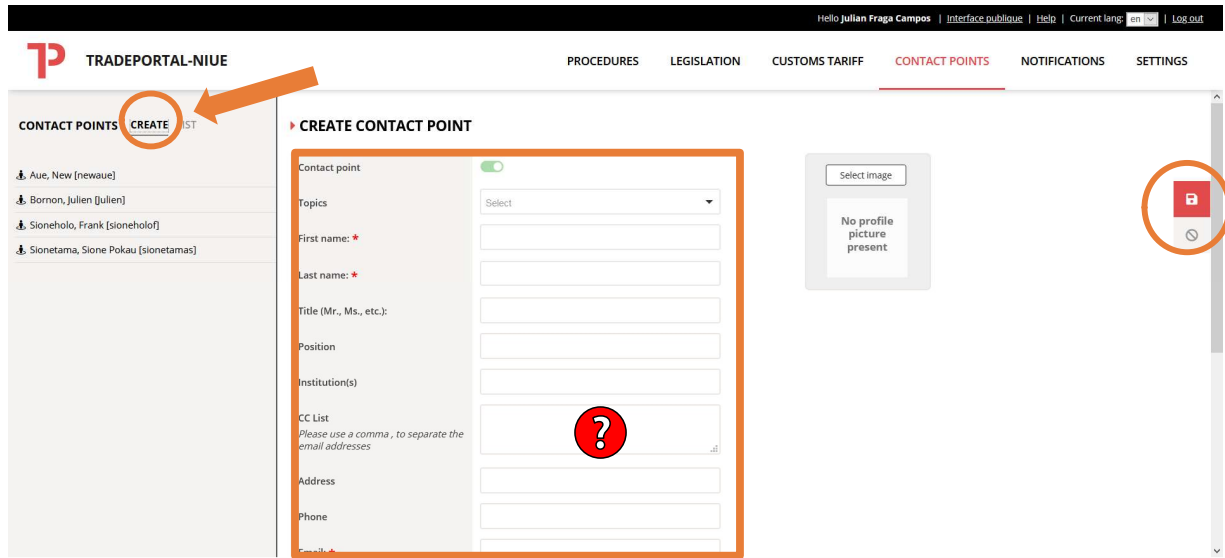 Hello Julian Fraga Campos | Interface publique | Help | Current lang: en | Log out
TRADEPORTAL-NIUE
PROCEDURES LEGISLATION CUSTOMS TARIFF CONTACT POINTS NOTIFICATIONS SETTINGS
CONTACT POINTS CREATE
Aue, New [newaue]
Bornon, Julien [Julien]
Sioneholo, Frank [sioneholof]
Sionetama, Sione Pokau [sionetamas]
CREATE CONTACT POINT
Contact point
Topics Select
First name: *
Last name: *
Title (Mr., Ms., etc.):
Position
Institution(s)
CC List
Please use a comma , to separate the
email addresses
?
Address
Phone
Email: *
Select image
No profile
picture
present